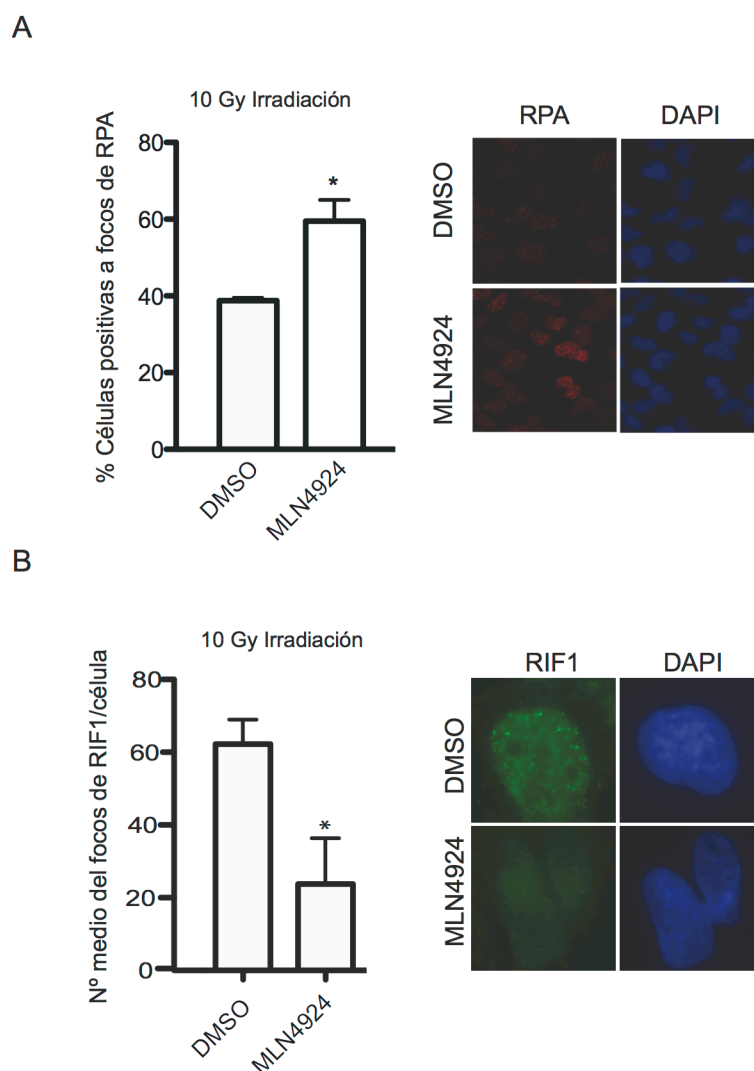 A
10 Gy Irradiación
% Células positivas a focos de RPA
80
60
40
20
0
*
DMSO
MLN4924
RPA
DAPI
DMSO
MLN4924
B
10 Gy Irradiación
Nº medio del focos de RIF1/célula
80
60
40
20
0
*
DMSO
MLN4924
RIF1
DAPI
DMSO
MLN4924